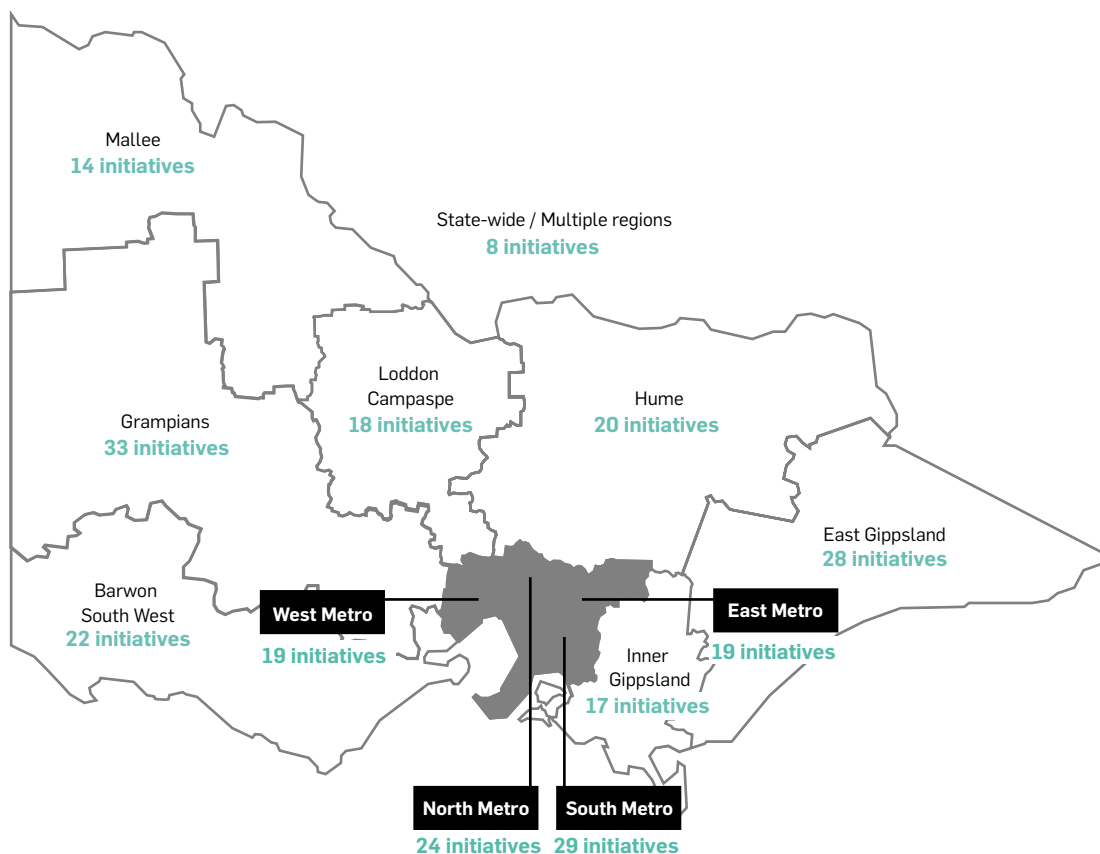 Mallee
14 initiatives
State-wide / Multiple regions
8 initiatives
Loddon
Campaspe
18 initiatives
Hume
20 initiatives
Grampians
33 initiatives
East Gippsland
28 initiatives
Barwon
South West
22 initiatives
West Metro
19 initiatives
East Metro
19 initiatives
Inner
Gippsland
17 initiatives
North Metro
24 initiatives
South Metro
29 initiatives